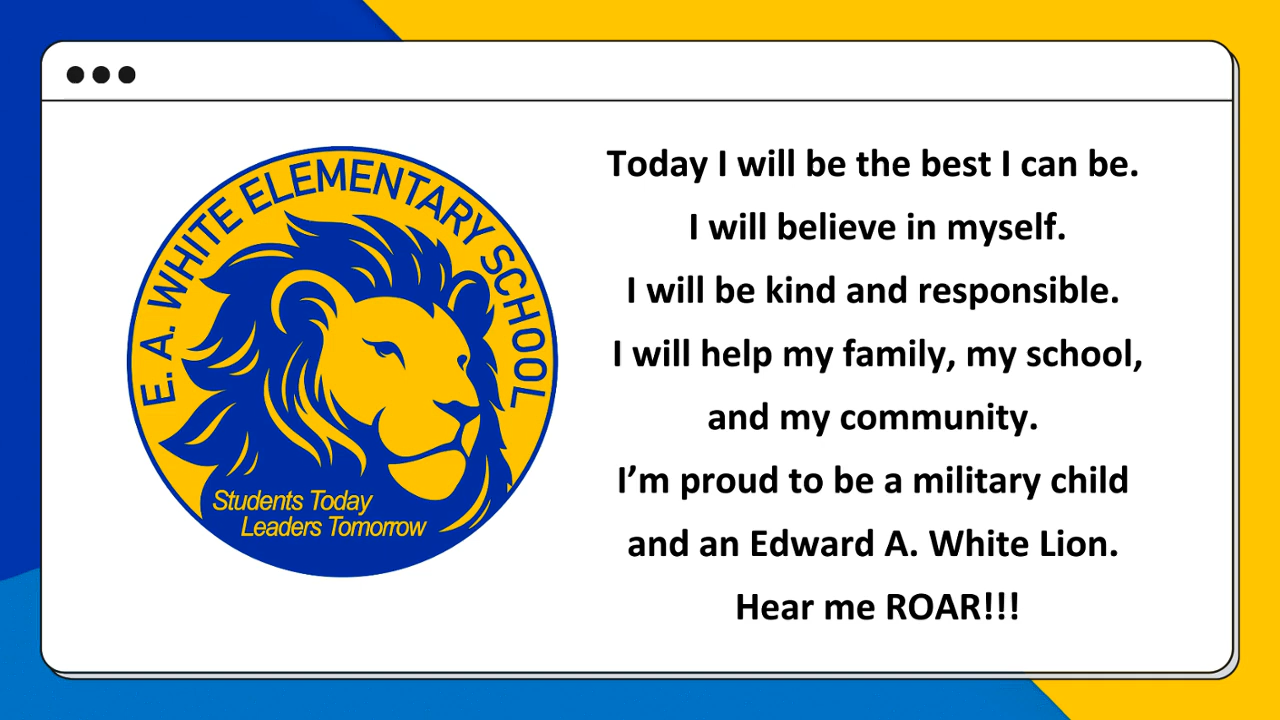 E. A. WHITE ELEMENTARY SCHOOL
Students Today
Leaders Tomorrow
Today I will be the best I can be.
I will believe in myself.
I will be kind and responsible.
I will help my family, my school,
and my community.
I’m proud to be a military child
and an Edward A. White Lion.
Hear me ROAR!!!